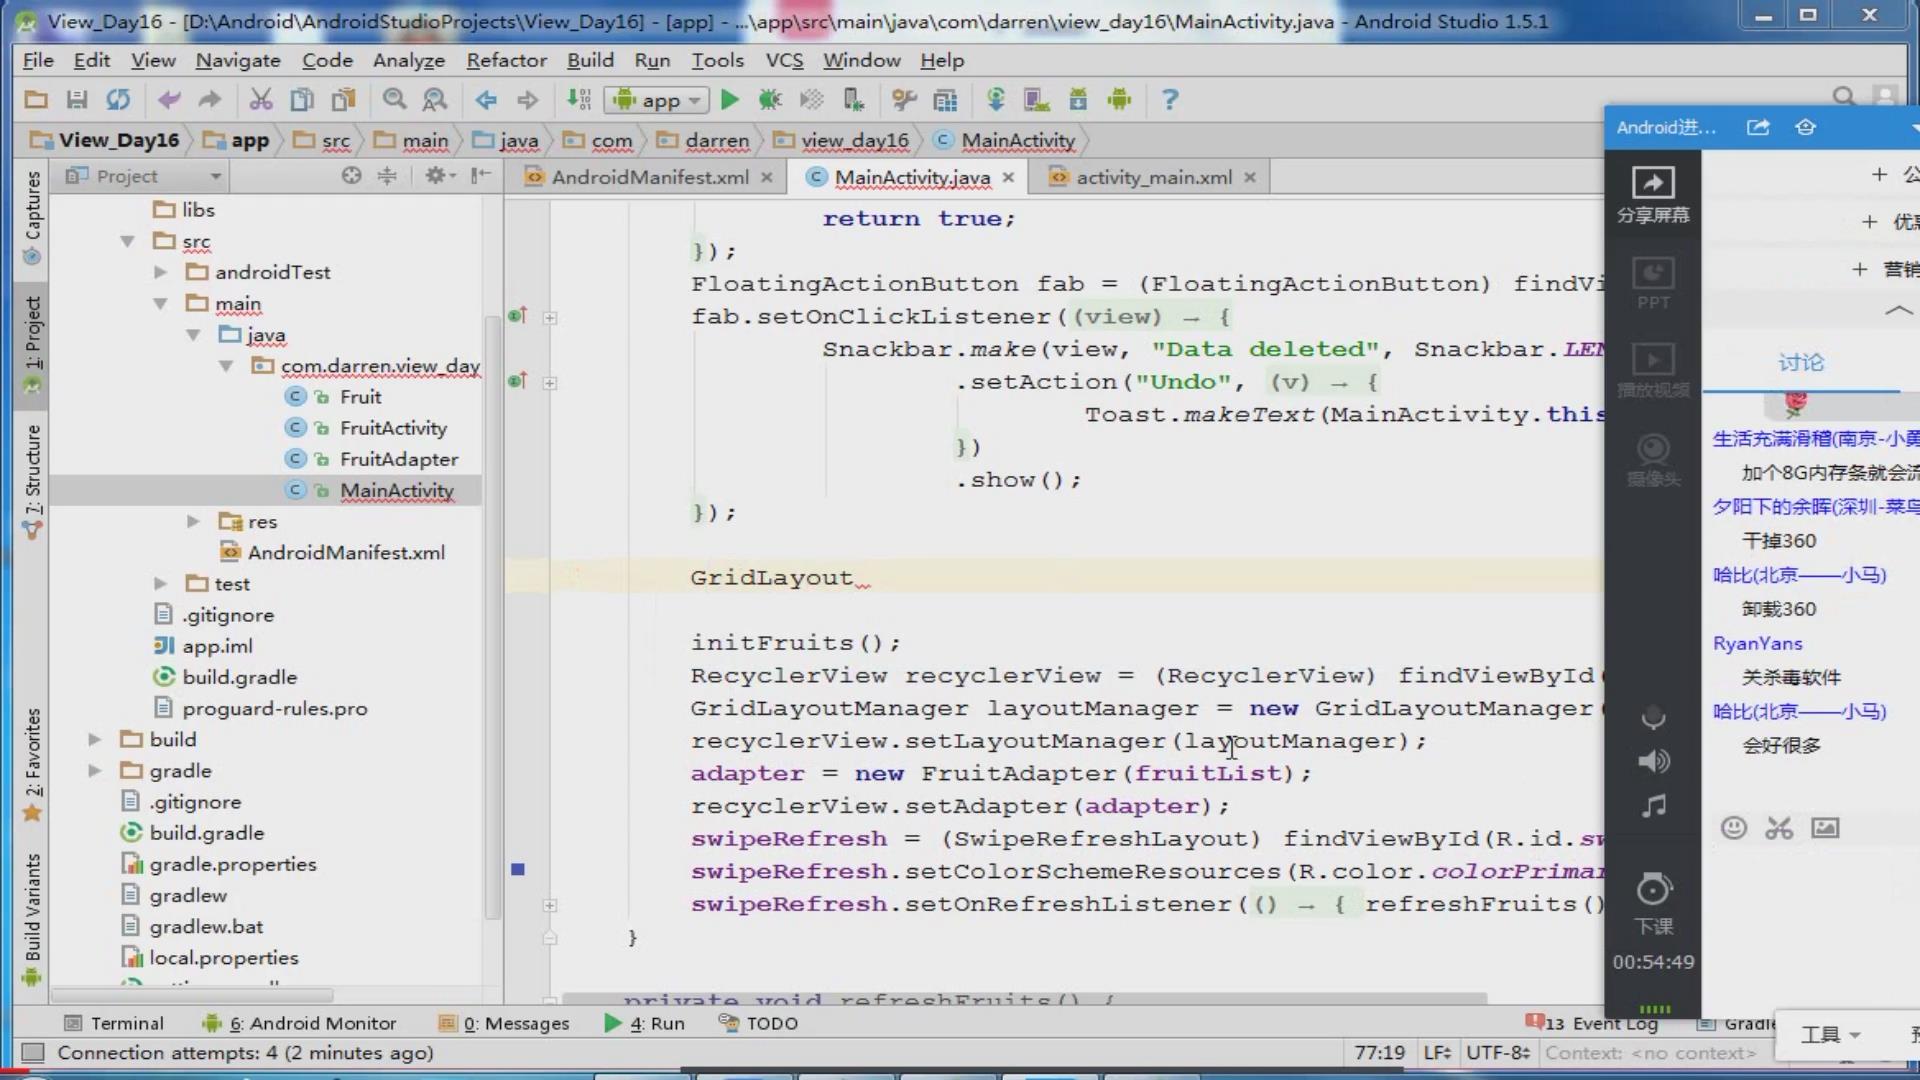 View_Day16 - [D:\Android\AndroidStudioProjects\View_Day16] - [app] - ...\app\src\main\java\com\darren\view_day16\MainActivity.java - Android Studio 1.5.1
File Edit View Navigate Code Analyze Refactor Build Run Tools VCS Window Help
app
View_Day16 app src main java com darren view_day16 MainActivity
Project
AndroidManifest.xml MainActivity.java activity_main.xml
Captures
1: Project
7: Structure
2: Favorites
Build Variants
libs
src
androidTest
main
java
com.darren.view_day
Fruit
FruitActivity
FruitAdapter
MainActivity
res
AndroidManifest.xml
test
.gitignore
app.iml
build.gradle
proguard-rules.pro
build
gradle
.gitignore
build.gradle
gradle.properties
gradlew
gradlew.bat
local.properties
return true;
});
FloatingActionButton fab = (FloatingActionButton) findVi
fab.setOnClickListener((view) → {
Snackbar.make(view, "Data deleted", Snackbar.LEN
.setAction("Undo", (v) → {
Toast.makeText(MainActivity.this
})
.show();
});
GridLayout
initFruits();
RecyclerView recyclerView = (RecyclerView) findViewById(
GridLayoutManager layoutManager = new GridLayoutManager(
recyclerView.setLayoutManager(layoutManager);
adapter = new FruitAdapter(fruitList);
recyclerView.setAdapter(adapter);
swipeRefresh = (SwipeRefreshLayout) findViewById(R.id.sw
swipeRefresh.setColorSchemeResources(R.color.colorPrimar
swipeRefresh.setOnRefreshListener(() → { refreshFruits()
}
private void refreshFruits() {
Android进...
分享屏幕
PPT
播放视频
摄像头
下课
00:54:49
+ 公
+ 优惠
+ 营销
讨论
生活充满滑稽(南京-小黄
加个8G内存条就会流
夕阳下的余晖(深圳-菜鸟
干掉360
哈比(北京——小马)
卸载360
RyanYans
关杀毒软件
哈比(北京——小马)
会好很多
工具
Terminal 6: Android Monitor 0: Messages 4: Run TODO 13 Event Log Gradle
Connection attempts: 4 (2 minutes ago) 77:19 LF÷ UTF-8÷ Context: <no context>